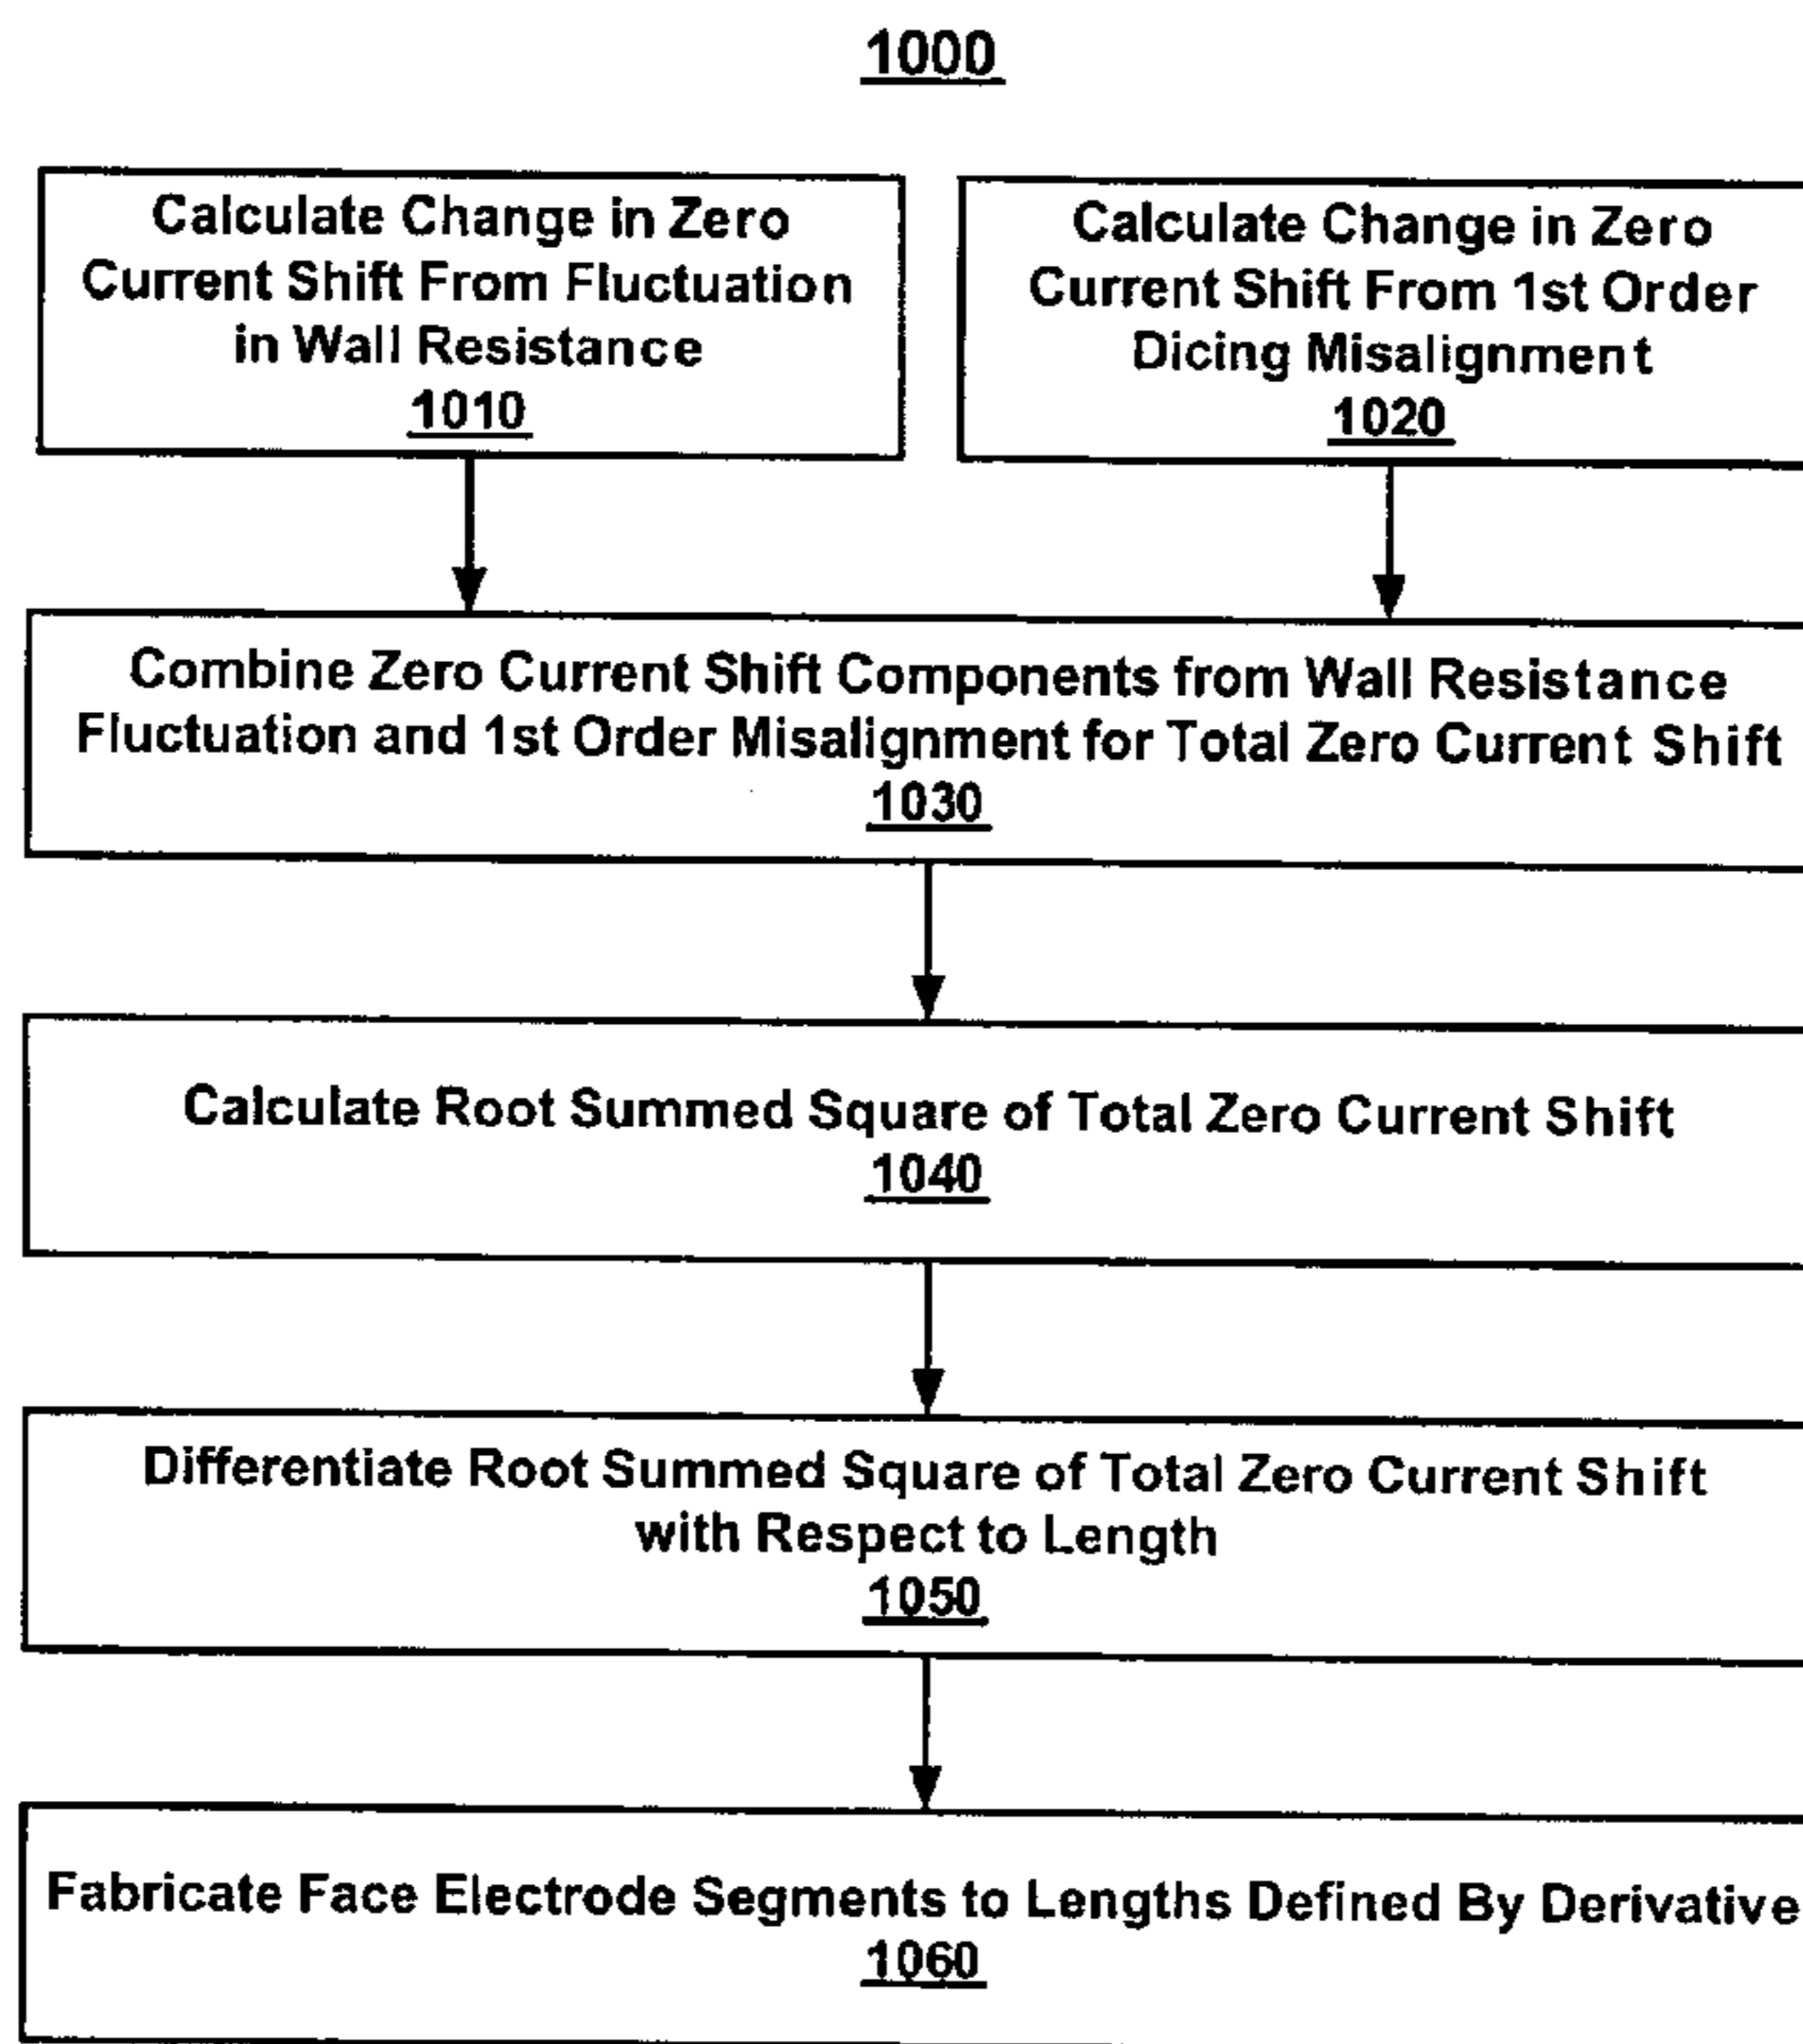 1000
Calculate Change in Zero
Current Shift From Fluctuation
in Wall Resistance
1010
Calculate Change in Zero
Current Shift From 1st Order
Dicing Misalignment
1020
Combine Zero Current Shift Components from Wall Resistance
Fluctuation and 1st Order Misalignment for Total Zero Current Shift
1030
Calculate Root Summed Square of Total Zero Current Shift
1040
Differentiate Root Summed Square of Total Zero Current Shift
with Respect to Length
1050
Fabricate Face Electrode Segments to Lengths Defined By Derivative
1060